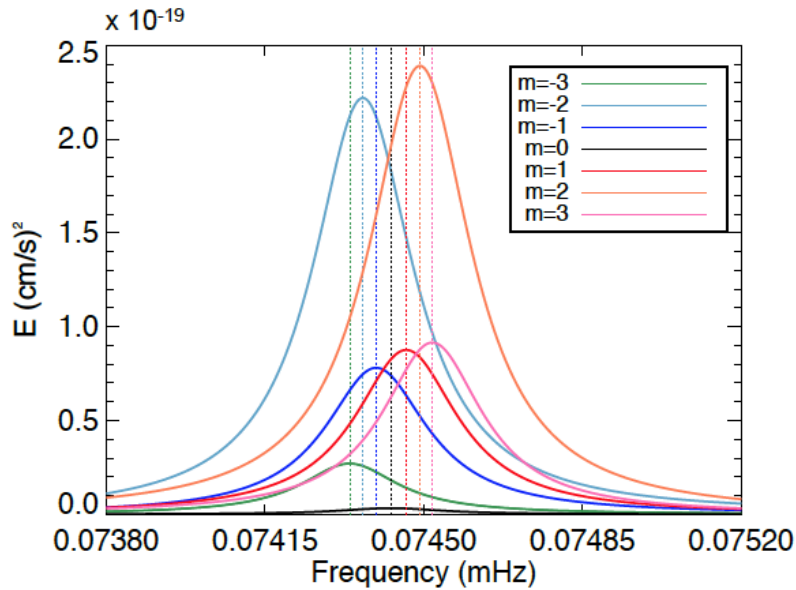 x 10-19
2.5
2.0
1.5
1.0
0.5
0.0
E (cm/s)²
m=-3
m=-2
m=-1
m=0
m=1
m=2
m=3
0.07380
0.07415
0.07450
0.07485
0.07520
Frequency (mHz)